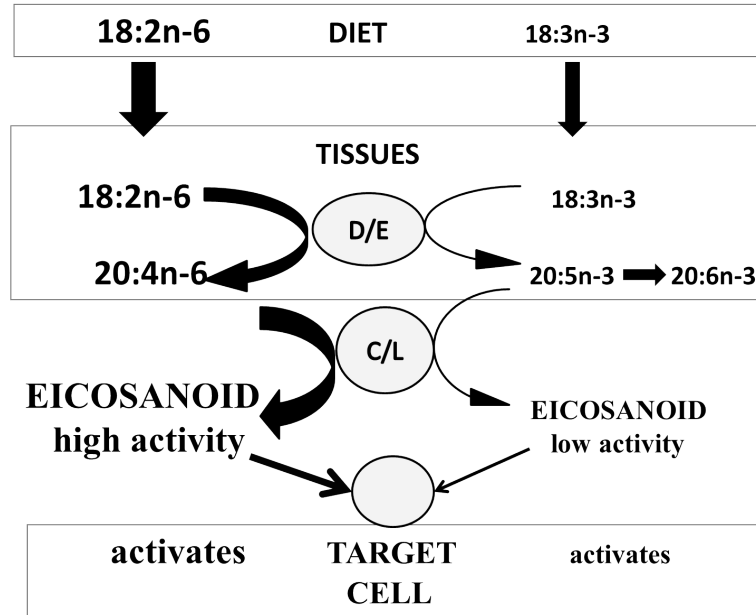 18:2n-6 DIET 18:3n-3
TISSUES
18:2n-6 D/E 18:3n-3
20:4n-6 20:5n-3 20:6n-3
C/L
EICOSANOID
high activity
EICOSANOID
low activity
activates TARGET activates
CELL